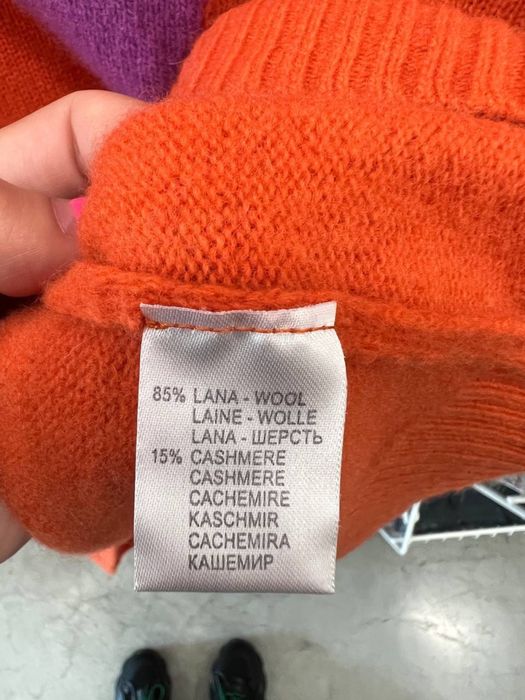 85% LANA - WOOL
LAINE - WOLLE
LANA - ШЕРСТЬ
15% CASHMERE
CASHMERE
CACHEMIRE
KASCHMIR
CACHEMIRA
КАШЕМИР